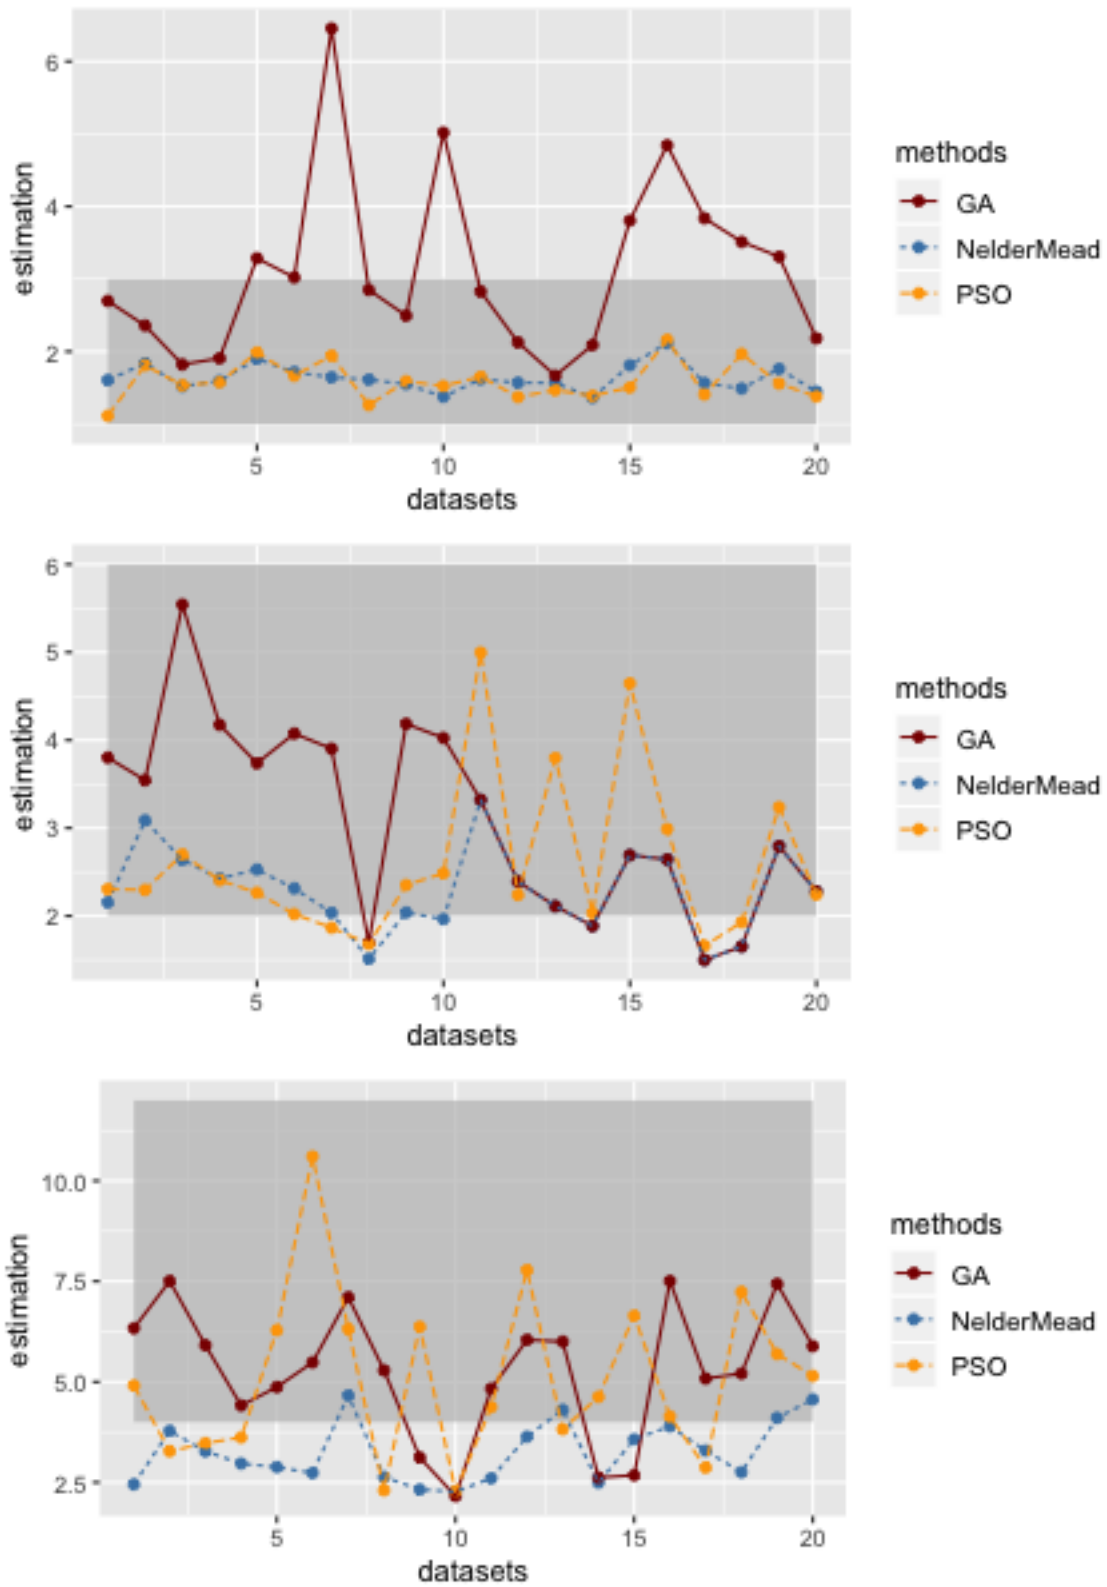 6
4
2
estimation
5
10
15
20
datasets
methods
GA
NelderMead
PSO
6
5
4
3
2
estimation
5
10
15
20
datasets
methods
GA
NelderMead
PSO
10.0
7.5
5.0
2.5
estimation
5
10
15
20
datasets
methods
GA
NelderMead
PSO